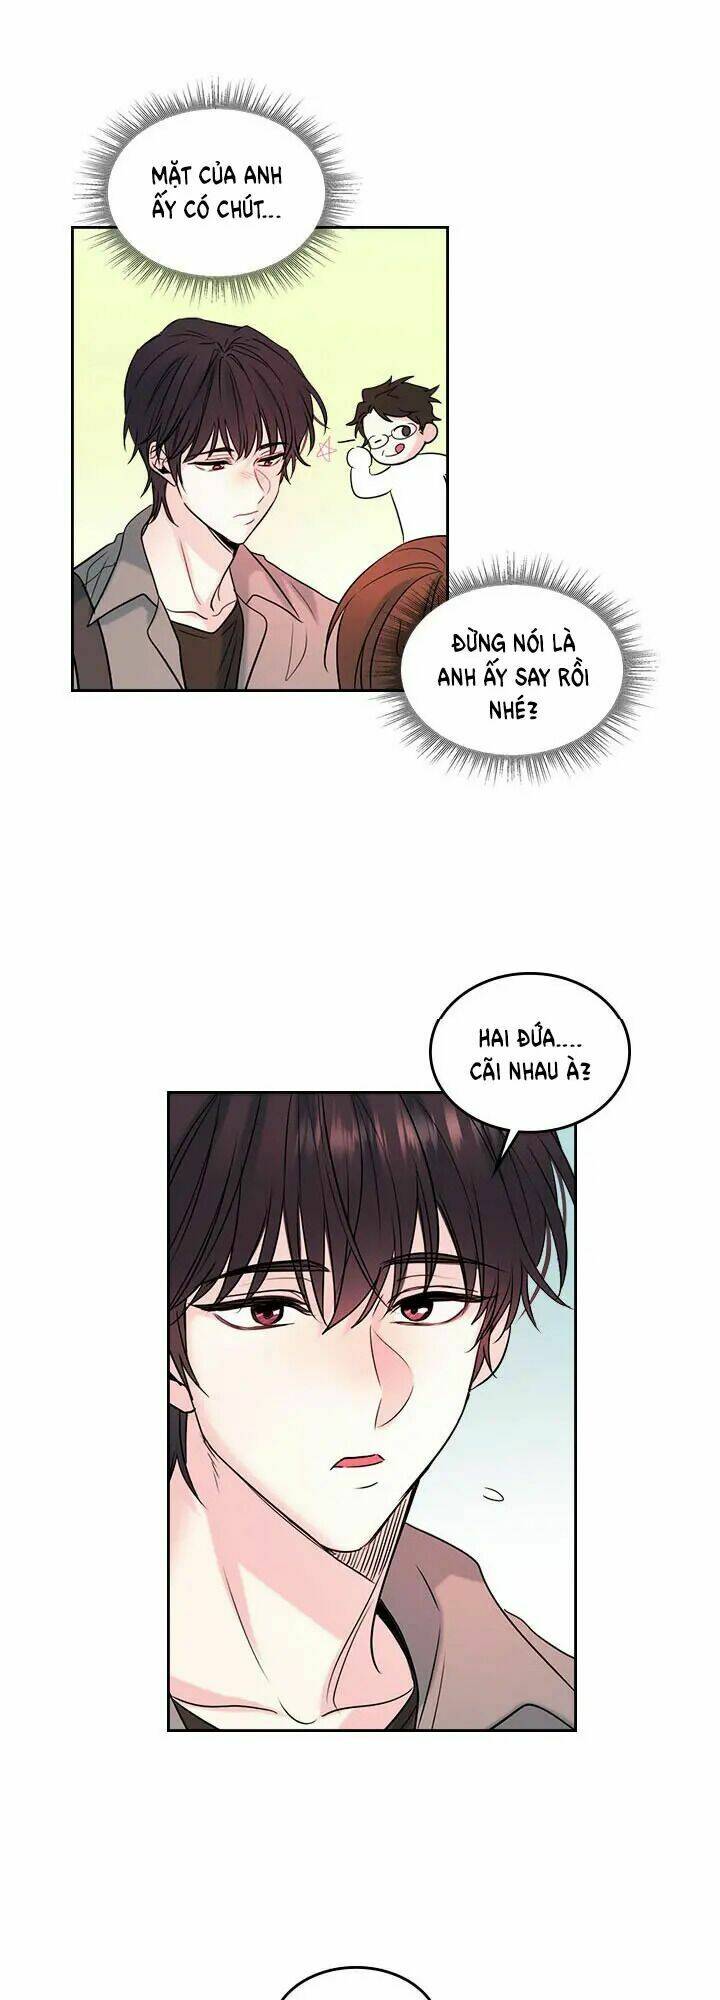 MẶT CỦA ANH
ẤY CÓ CHÚT...
ĐỪNG NÓI LÀ
ANH ẤY SAY RỒI
NHÉ?
HAI ĐỨA....
CÃI NHAU À?